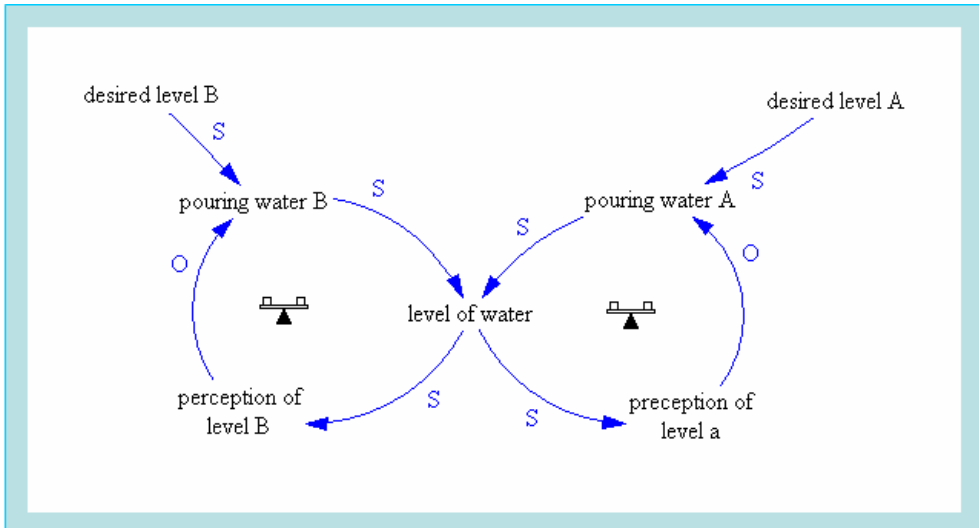 desired level B
desired level A
S
S
pouring water B
S
pouring water A
S
O
O
level of water
perception of
level B
S
S
preception of
level a